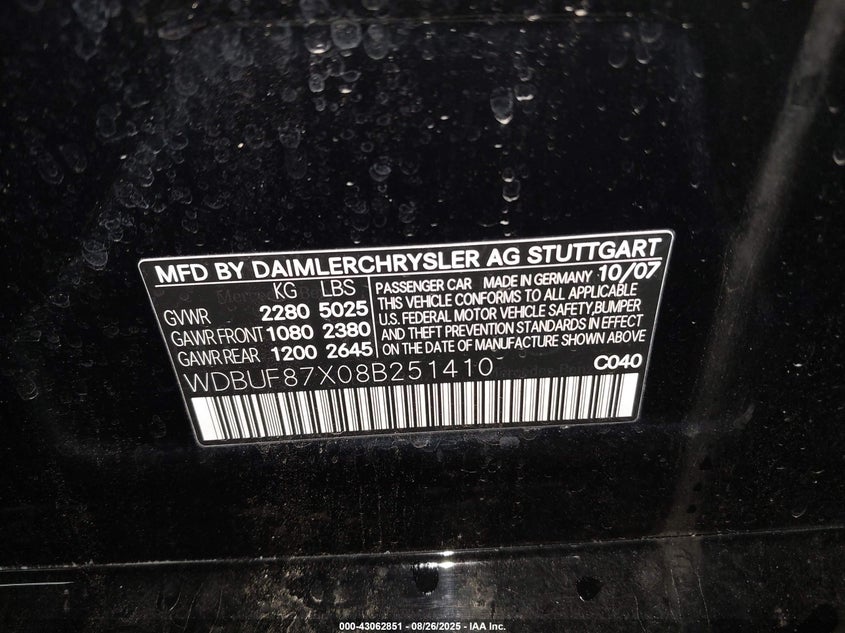 MFD BY DAIMLERCHRYSLER AG STUTTGART
KG LBS
GVWR 2280 5025
GAWR FRONT 1080 2380
GAWR REAR 1200 2645
PASSENGER CAR MADE IN GERMANY 10/07
THIS VEHICLE CONFORMS TO ALL APPLICABLE
U.S. FEDERAL MOTOR VEHICLE SAFETY,BUMPER
AND THEFT PREVENTION STANDARDS IN EFFECT
ON THE DATE OF MANUFACTURE SHOWN ABOVE
WDBUF87X08B251410
C040
000-43062851 - 08/26/2025 - IAA Inc.